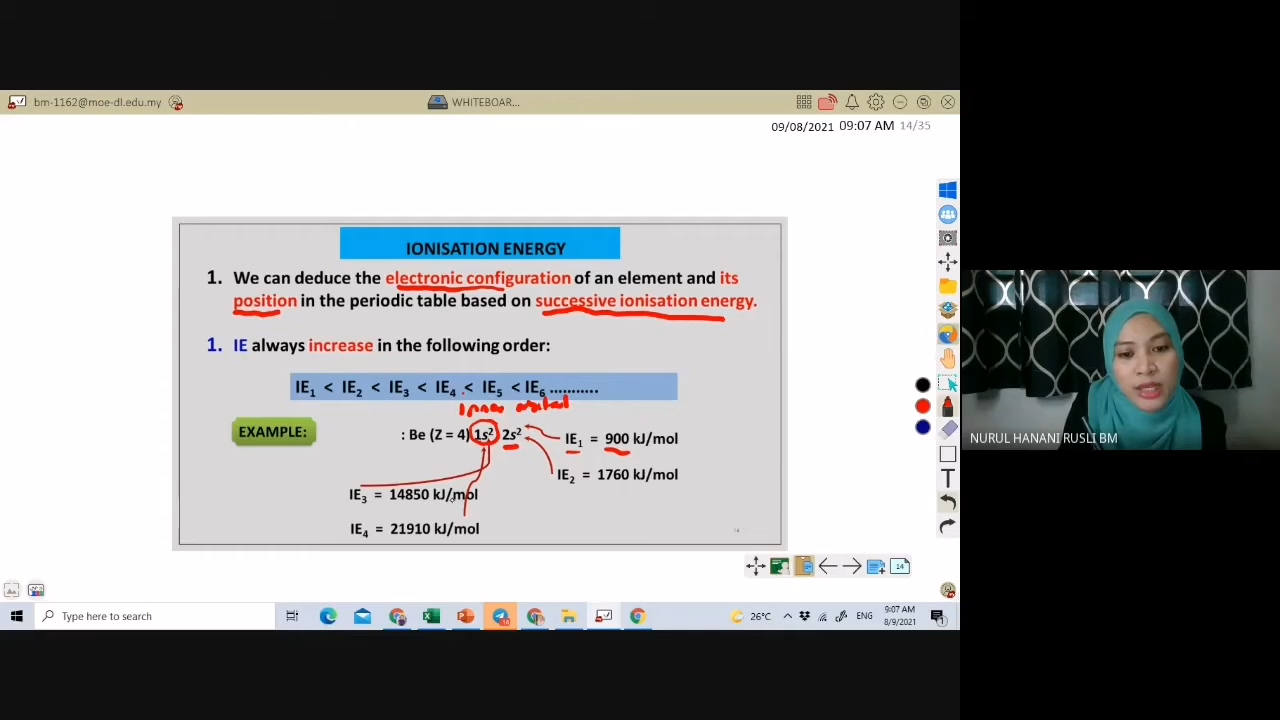 bm-1162@moe-dl.edu.my
WHITEBOAR...
09/08/2021 09:07 AM 14/35
IONISATION ENERGY
1. We can deduce the electronic configuration of an element and its
position in the periodic table based on successive ionisation energy.
1. IE always increase in the following order:
IE₁ < IE₂ < IE₃ < IE₄ < IE₅ < IE₆ ...........
EXAMPLE:
: Be (Z = 4) 1s² 2s²
IE₁ = 900 kJ/mol
IE₂ = 1760 kJ/mol
IE₃ = 14850 kJ/mol
IE₄ = 21910 kJ/mol
14
NURUL HANANI RUSLI BM
T
14
Type here to search
26°C
ENG
9:07 AM
8/9/2021